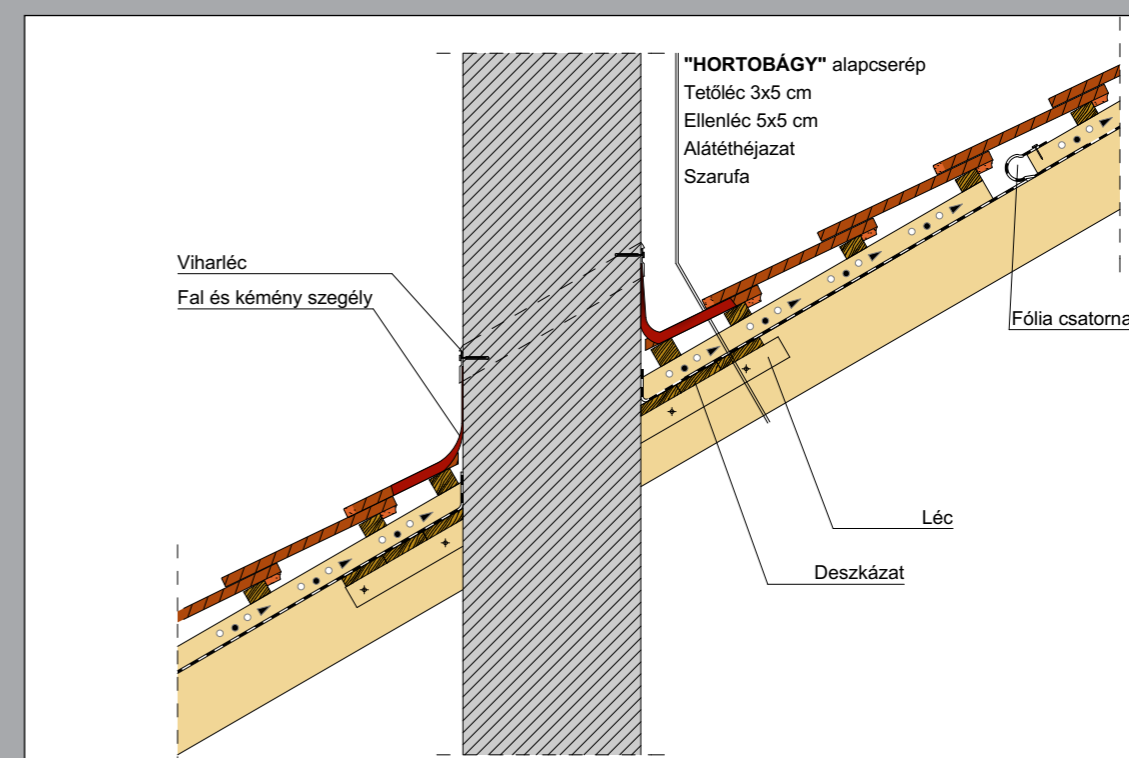 "HORTOBÁGY" alapcserép
Tetőléc 3x5 cm
Ellenléc 5x5 cm
Alátéthéjazat
Szarufa
Viharléc
Fal és kémény szegély
Fólia csatorna
Léc
Deszkázat